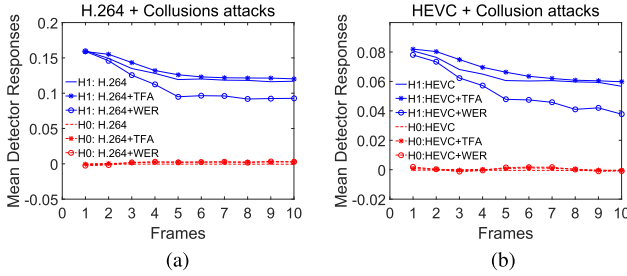 H.264 + Collusions attacks
Mean Detector Responses
0.2
0.15
0.1
0.05
0
-0.05
H1: H.264
H1: H.264+TFA
H1: H.264+WER
H0: H.264
H0: H.264+TFA
H0: H.264+WER
0 1 2 3 4 5 6 7 8 9 10
Frames
(a)
HEVC + Collusion attacks
Mean Detector Responses
0.08
0.06
0.04
0.02
0
-0.02
H1:HEVC
H1:HEVC+TFA
H1:HEVC+WER
H0:HEVC
H0:HEVC+TFA
H0:HEVC+WER
0 1 2 3 4 5 6 7 8 9 10
Frames
(b)